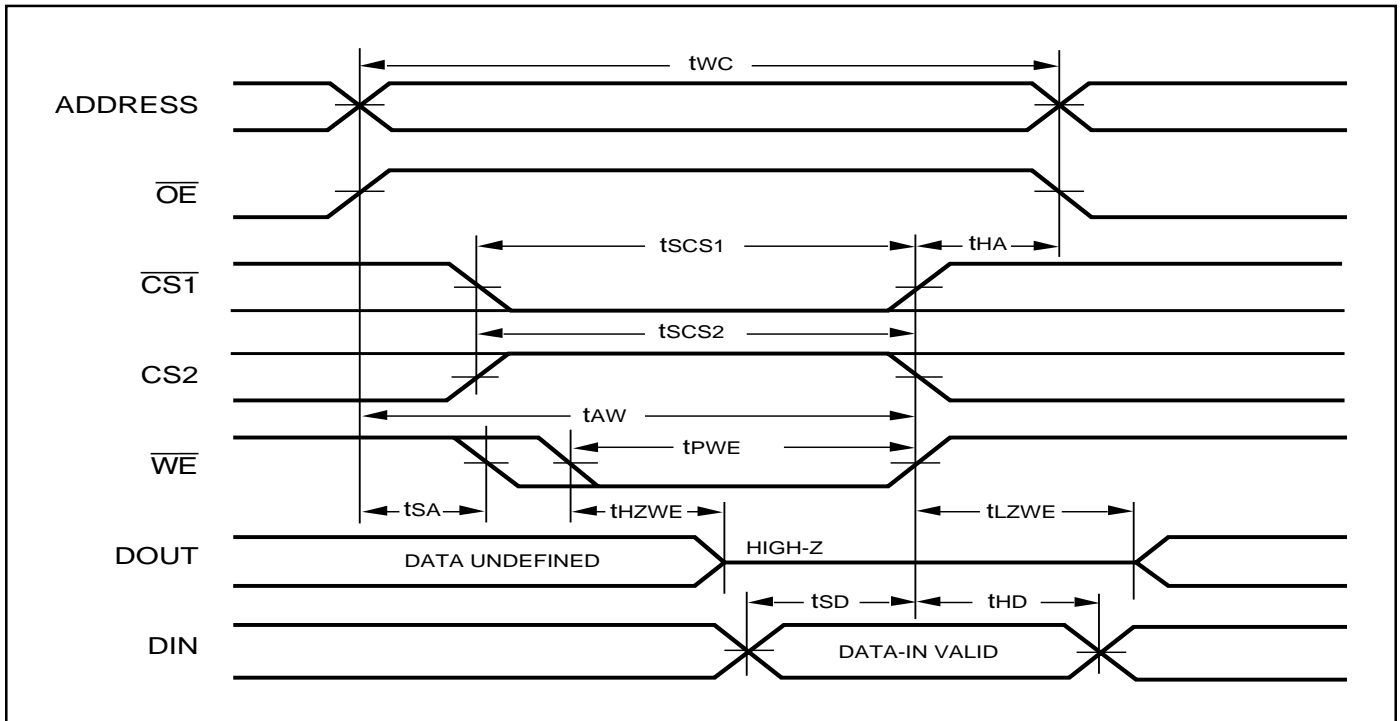 tWC
ADDRESS
OE
tSCS1
tHA
CS1
tSCS2
CS2
tAW
WE
tPWE
tSA
tHZWE
tLZWE
DOUT
DATA UNDEFINED
HIGH-Z
tSD
tHD
DIN
DATA-IN VALID